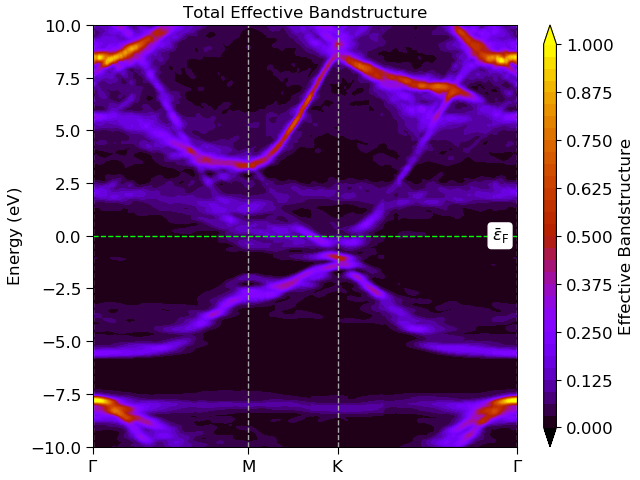 Total Effective Bandstructure
10.0
7.5
5.0
2.5
0.0
−2.5
−5.0
−7.5
−10.0
Energy (eV)
Γ
M
K
Γ
ε̄F
1.000
0.875
0.750
0.625
0.500
0.375
0.250
0.125
0.000
Effective Bandstructure